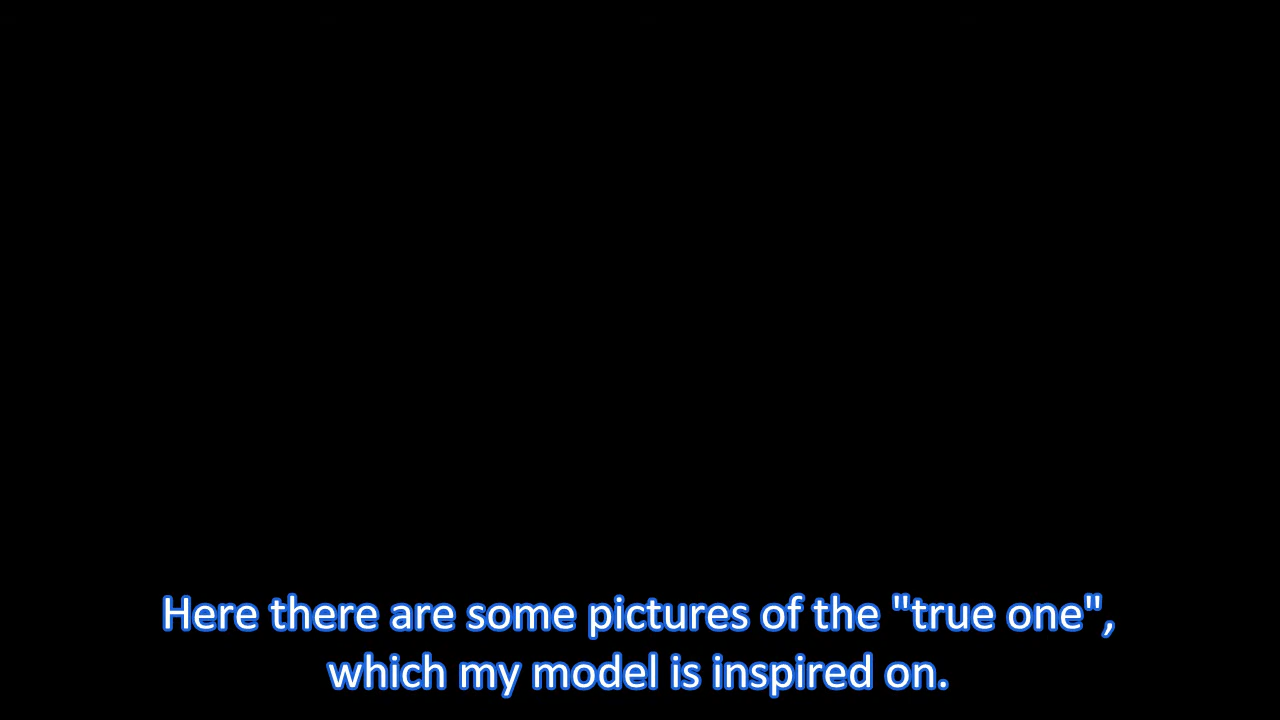 Here there are some pictures of the "true one",
which my model is inspired on.